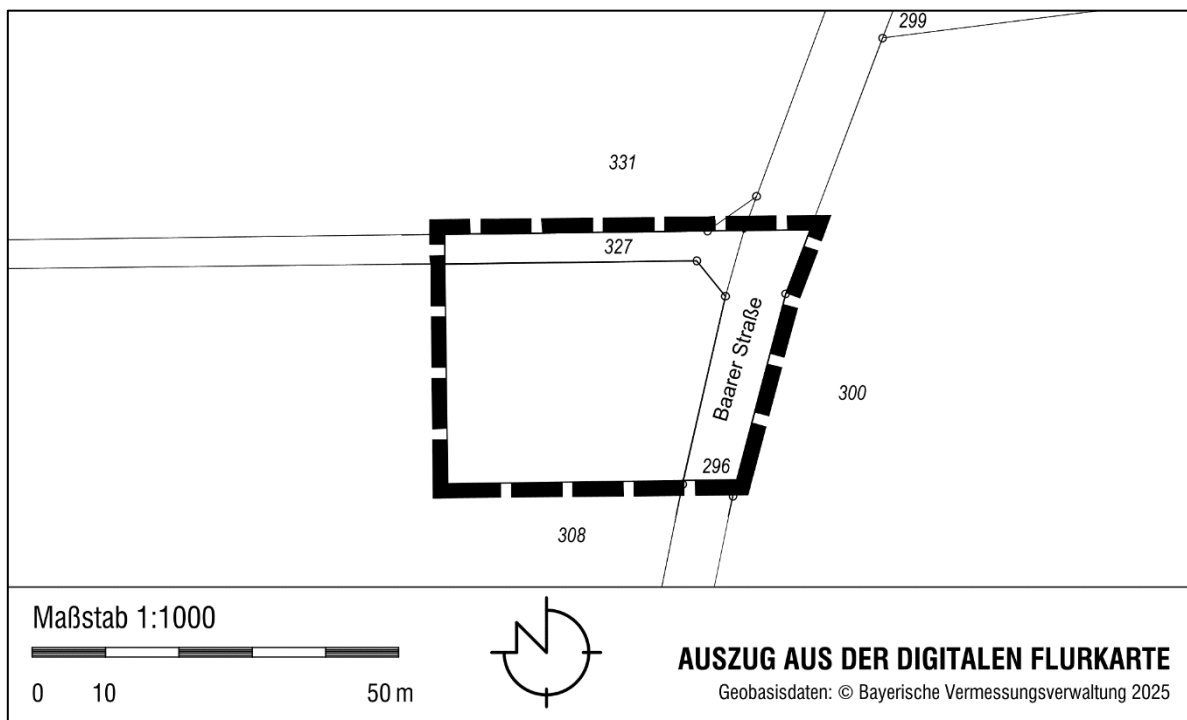 299
331
327
Baarer Straße
300
296
308
Maßstab 1:1000
0 10 50 m
N
AUSZUG AUS DER DIGITALEN FLURKARTE
Geobasisdaten: © Bayerische Vermessungsverwaltung 2025